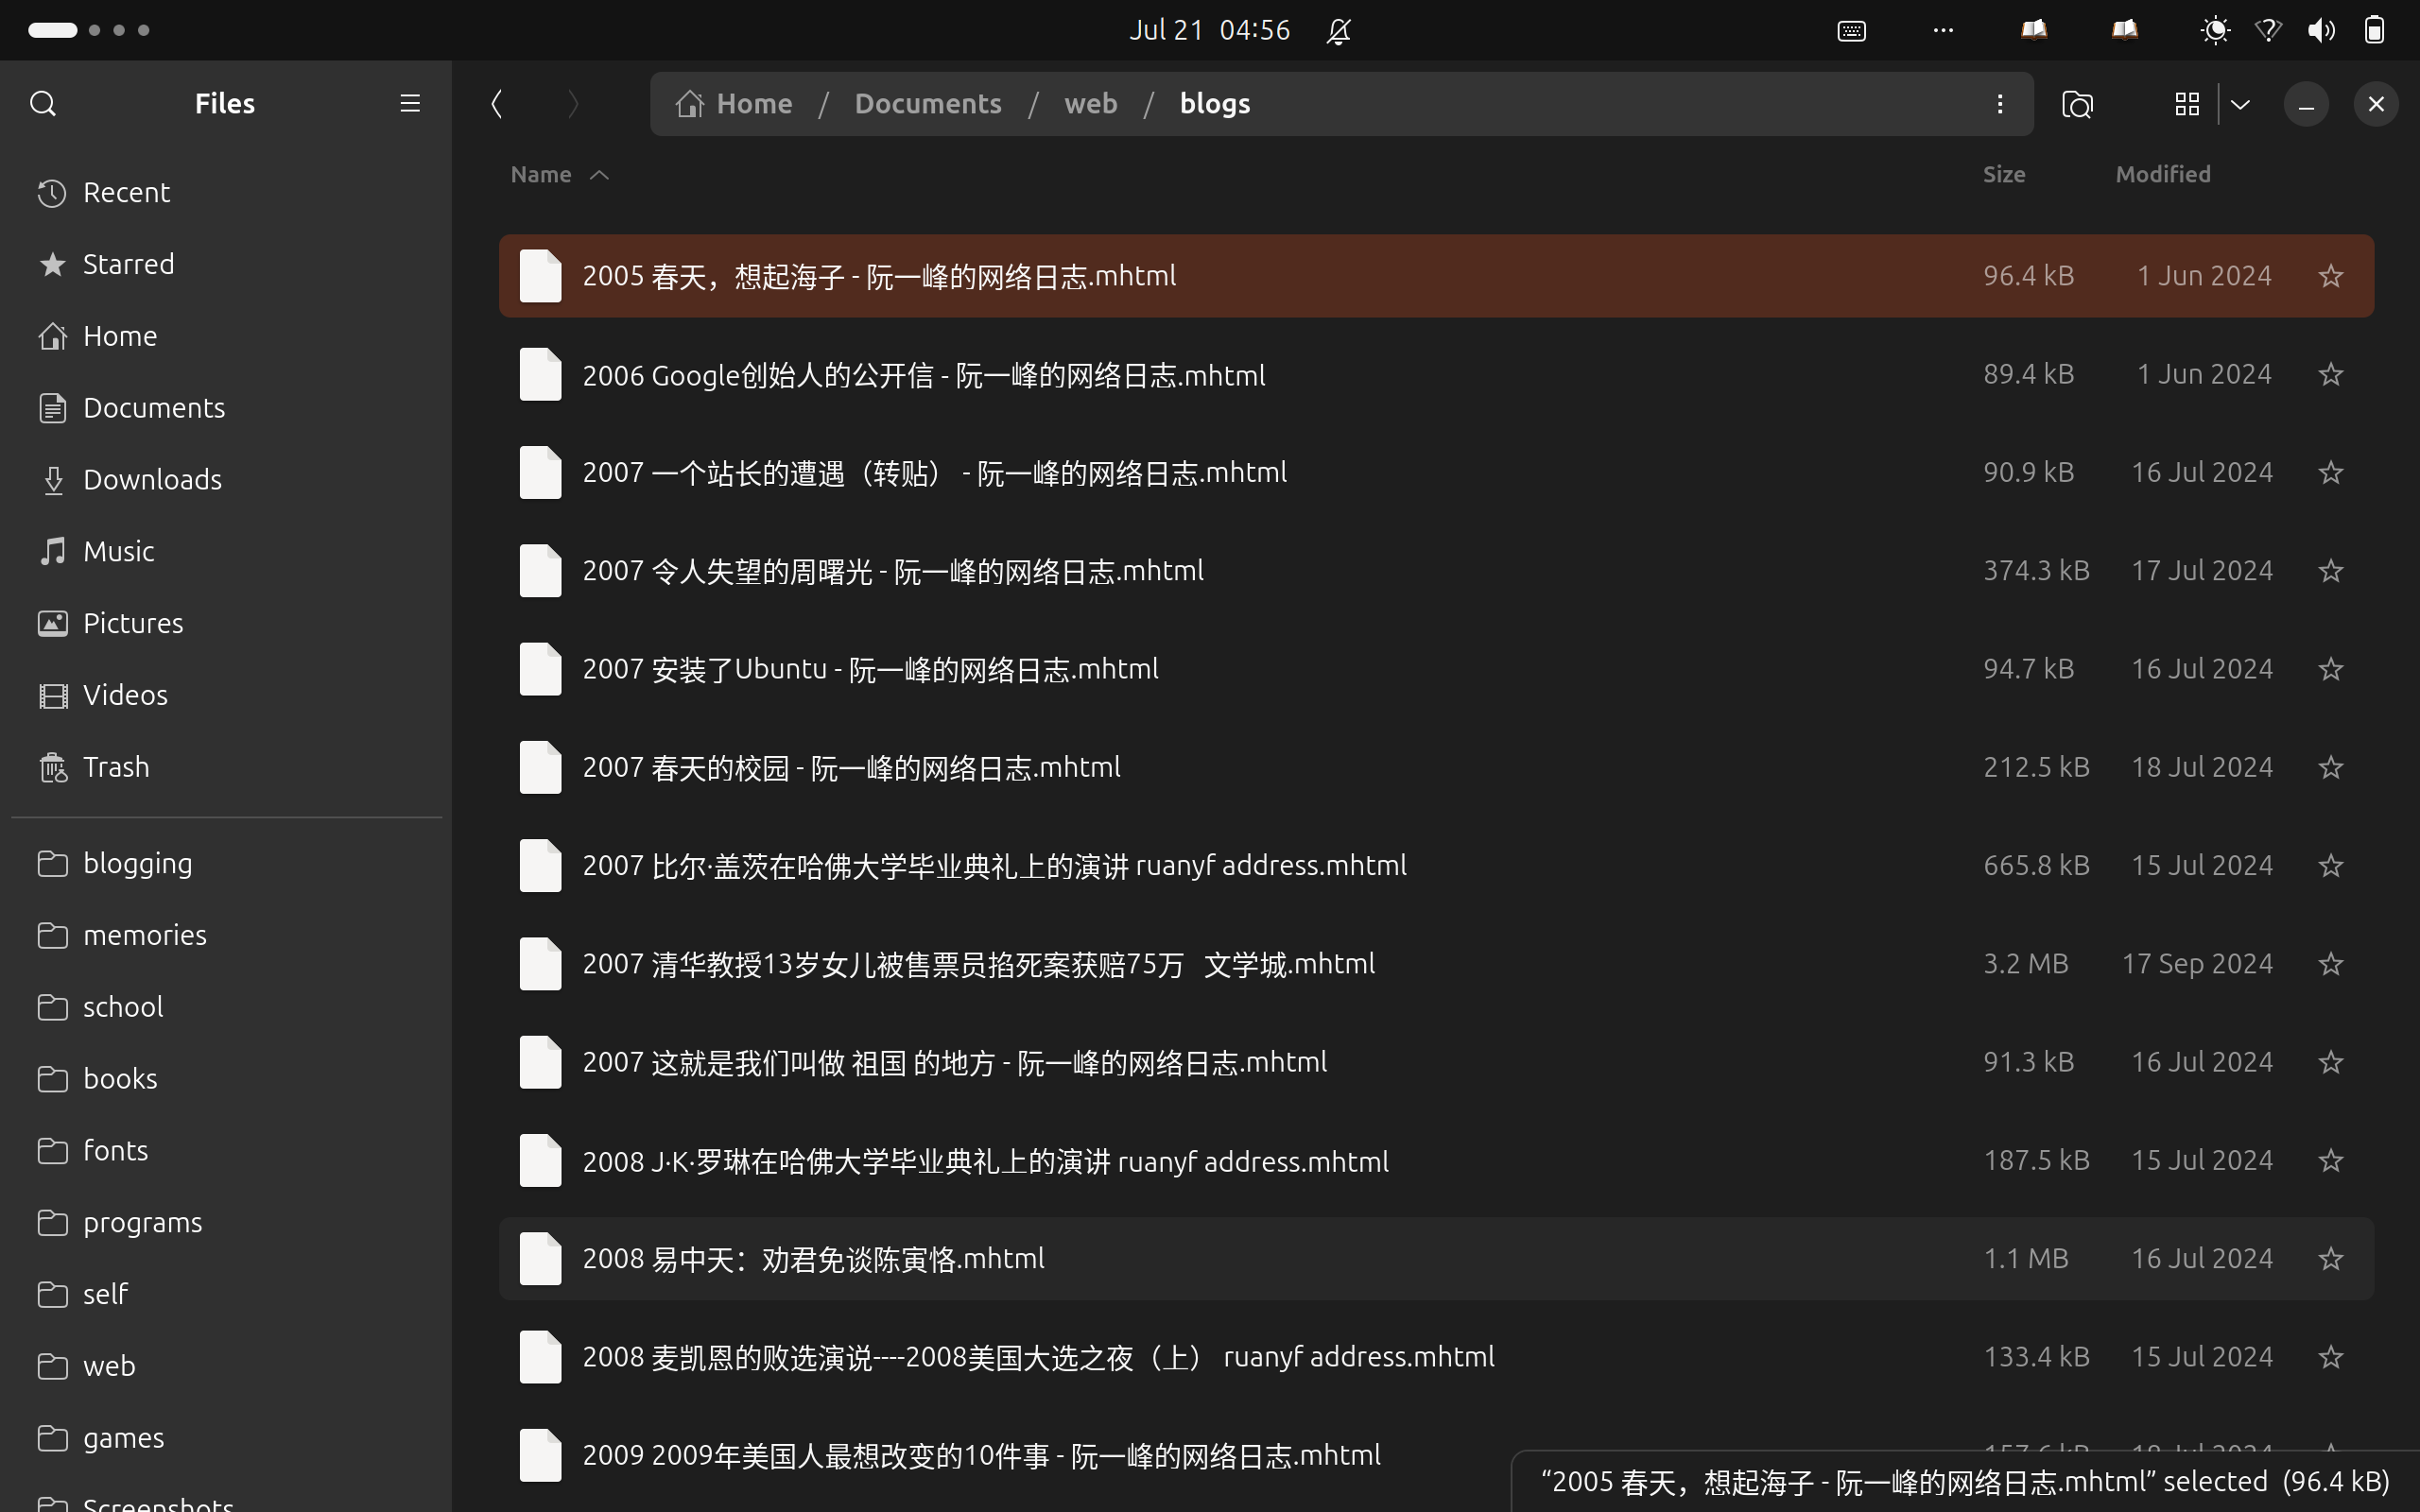 Jul 21 04:56
Files
Home / Documents / web / blogs
Recent
Starred
Home
Documents
Downloads
Music
Pictures
Videos
Trash
blogging
memories
school
books
fonts
programs
self
web
games
Screenshots
Name Size Modified
2005 春天，想起海子 - 阮一峰的网络日志.mhtml 96.4 kB 1 Jun 2024
2006 Google创始人的公开信 - 阮一峰的网络日志.mhtml 89.4 kB 1 Jun 2024
2007 一个站长的遭遇（转贴） - 阮一峰的网络日志.mhtml 90.9 kB 16 Jul 2024
2007 令人失望的周曙光 - 阮一峰的网络日志.mhtml 374.3 kB 17 Jul 2024
2007 安装了Ubuntu - 阮一峰的网络日志.mhtml 94.7 kB 16 Jul 2024
2007 春天的校园 - 阮一峰的网络日志.mhtml 212.5 kB 18 Jul 2024
2007 比尔·盖茨在哈佛大学毕业典礼上的演讲 ruanyf address.mhtml 665.8 kB 15 Jul 2024
2007 清华教授13岁女儿被售票员掐死案获赔75万 文学城.mhtml 3.2 MB 17 Sep 2024
2007 这就是我们叫做 祖国 的地方 - 阮一峰的网络日志.mhtml 91.3 kB 16 Jul 2024
2008 J·K·罗琳在哈佛大学毕业典礼上的演讲 ruanyf address.mhtml 187.5 kB 15 Jul 2024
2008 易中天：劝君免谈陈寅恪.mhtml 1.1 MB 16 Jul 2024
2008 麦凯恩的败选演说----2008美国大选之夜（上） ruanyf address.mhtml 133.4 kB 15 Jul 2024
2009 2009年美国人最想改变的10件事 - 阮一峰的网络日志.mhtml 157.6 kB 18 Jul 2024
“2005 春天，想起海子 - 阮一峰的网络日志.mhtml” selected (96.4 kB)